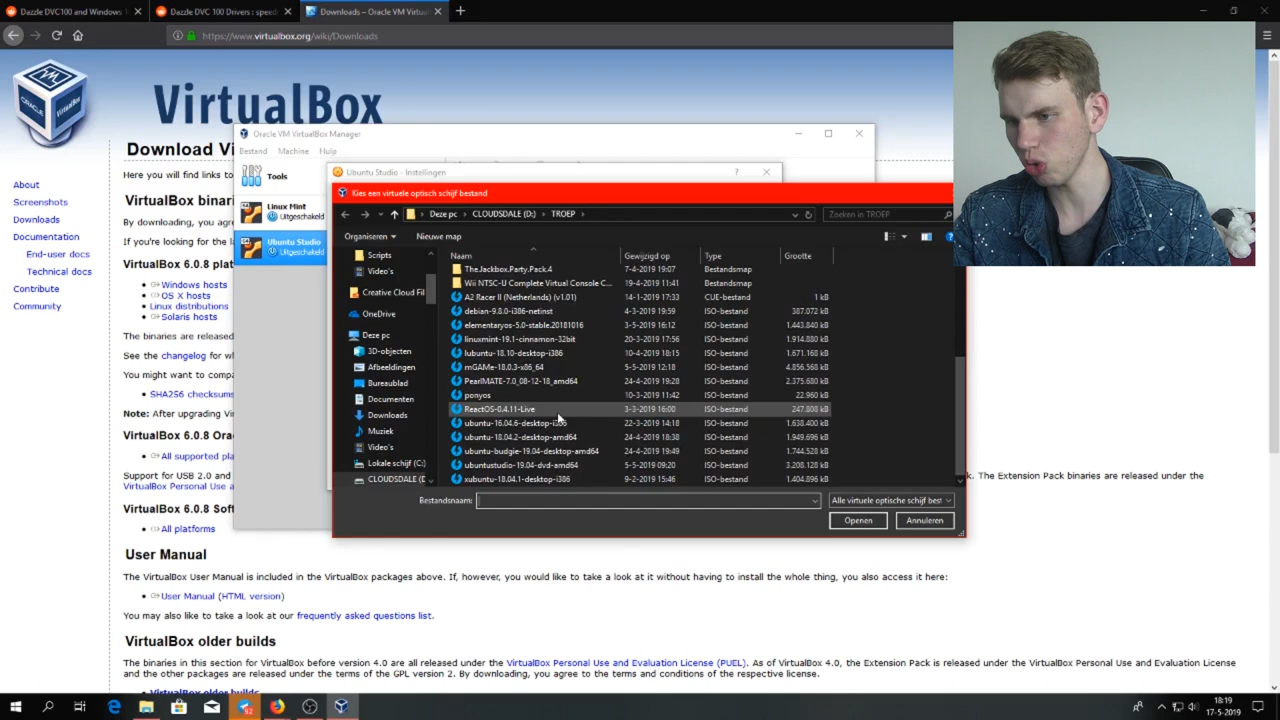 Dazzle DVC100 and Windows 1
Dazzle DVC 100 Drivers : speed
Downloads – Oracle VM Virtual
https://www.virtualbox.org/wiki/Downloads
VirtualBox
Download Vi
Here you will find links to
VirtualBox binari
By downloading, you agree
If you're looking for the la
VirtualBox 6.0.8 platf
Windows hosts
OS X hosts
Linux distributions
Solaris hosts
The binaries are released
See the changelog for wh
You might want to compa
SHA256 checksums
Note: After upgrading Vi
VirtualBox 6.0.8 Orac
All supported pla
Support for USB 2.0 and
VirtualBox Personal Use a
k. The Extension Pack binaries are released under the
VirtualBox 6.0.8 Soft
All platforms
User Manual
The VirtualBox User Manual is included in the VirtualBox packages above. If, however, you would like to take a look at it without having to install the whole thing, you also access it here:
User Manual (HTML version)
You may also like to take a look at our frequently asked questions list.
VirtualBox older builds
The binaries in this section for VirtualBox before version 4.0 are all released under the VirtualBox Personal Use and Evaluation License (PUEL). As of VirtualBox 4.0, the Extension Pack is released under the VirtualBox Personal Use and Evaluation License
and the other packages are released under the terms of the GPL version 2. By downloading, you agree to the terms and conditions of the respective license.
VirtualBox older builds
About
Screenshots
Downloads
Documentation
End-user docs
Technical docs
Contribute
Community
Oracle VM VirtualBox Manager
Bestand Machine Hulp
Tools
Linux Mint
Uitgeschakeld
Ubuntu Studio
Uitgeschakeld
Ubuntu Studio - Instellingen
Kies een virtuele optisch schijf bestand
Deze pc > CLOUDSDALE (D:) > TROEP >
Zoeken in TROEP
Organiseren Nieuwe map
Scripts
Video's
Creative Cloud Fil
OneDrive
Deze pc
3D-objecten
Afbeeldingen
Bureaublad
Documenten
Downloads
Muziek
Video's
Lokale schijf (C:)
CLOUDSDALE (D
Naam Gewijzigd op Type Grootte
The.Jackbox.Party.Pack.4 7-4-2019 19:07 Bestandsmap
Wii NTSC-U Complete Virtual Console C... 19-4-2019 11:41 Bestandsmap
A2 Racer II (Netherlands) (v1.01) 14-1-2019 17:33 CUE-bestand 1 kB
debian-9.8.0-i386-netinst 3-4-2019 19:59 ISO-bestand 387.072 kB
elementaryos-5.0-stable.20181016 3-5-2019 16:12 ISO-bestand 1.443.840 kB
linuxmint-19.1-cinnamon-32bit 20-3-2019 17:56 ISO-bestand 1.914.880 kB
lubuntu-18.10-desktop-i386 10-4-2019 18:15 ISO-bestand 1.671.168 kB
mGAMe-18.0.3-x86_64 5-5-2019 12:18 ISO-bestand 4.856.568 kB
PearlMATE-7.0_08-12-18_amd64 24-4-2019 19:28 ISO-bestand 2.375.680 kB
ponyos 10-3-2019 11:42 ISO-bestand 22.960 kB
ReactOS-0.4.11-Live 3-3-2019 16:00 ISO-bestand 247.808 kB
ubuntu-16.04.6-desktop-i386 22-3-2019 14:18 ISO-bestand 1.638.400 kB
ubuntu-18.04.2-desktop-amd64 24-4-2019 18:38 ISO-bestand 1.949.696 kB
ubuntu-budgie-19.04-desktop-amd64 24-4-2019 19:49 ISO-bestand 1.744.528 kB
ubuntustudio-19.04-dvd-amd64 5-5-2019 09:20 ISO-bestand 3.208.128 kB
xubuntu-18.04.1-desktop-i386 9-2-2019 15:46 ISO-bestand 1.404.896 kB
Bestandsnaam:
Alle virtuele optische schijf best
Openen Annuleren
18:19
17-5-2019